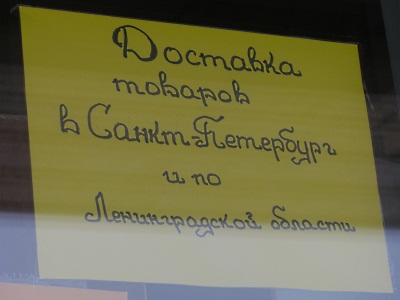 Доставка
товаров
в Санкт-Петербург
и по
Ленинградской области